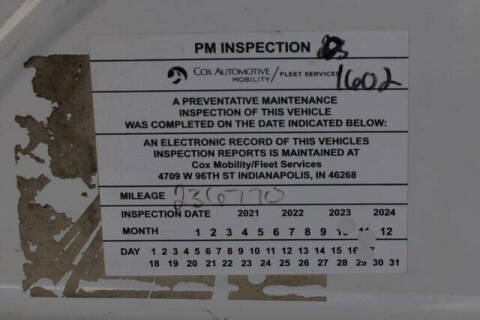 PM INSPECTION
COX AUTOMOTIVE MOBILITY / FLEET SERVICES
1602
A PREVENTATIVE MAINTENANCE
INSPECTION OF THIS VEHICLE
WAS COMPLETED ON THE DATE INDICATED BELOW:
AN ELECTRONIC RECORD OF THIS VEHICLES
INSPECTION REPORTS IS MAINTAINED AT
Cox Mobility/Fleet Services
4709 W 96TH ST INDIANAPOLIS, IN 46268
MILEAGE 236770
INSPECTION DATE 2021 2022 2023 2024
MONTH 1 2 3 4 5 6 7 8 9 10 11 12
DAY 1 2 3 4 5 6 7 8 9 10 11 12 13 14 15 16 17
18 19 20 21 22 23 24 25 26 27 28 29 30 31